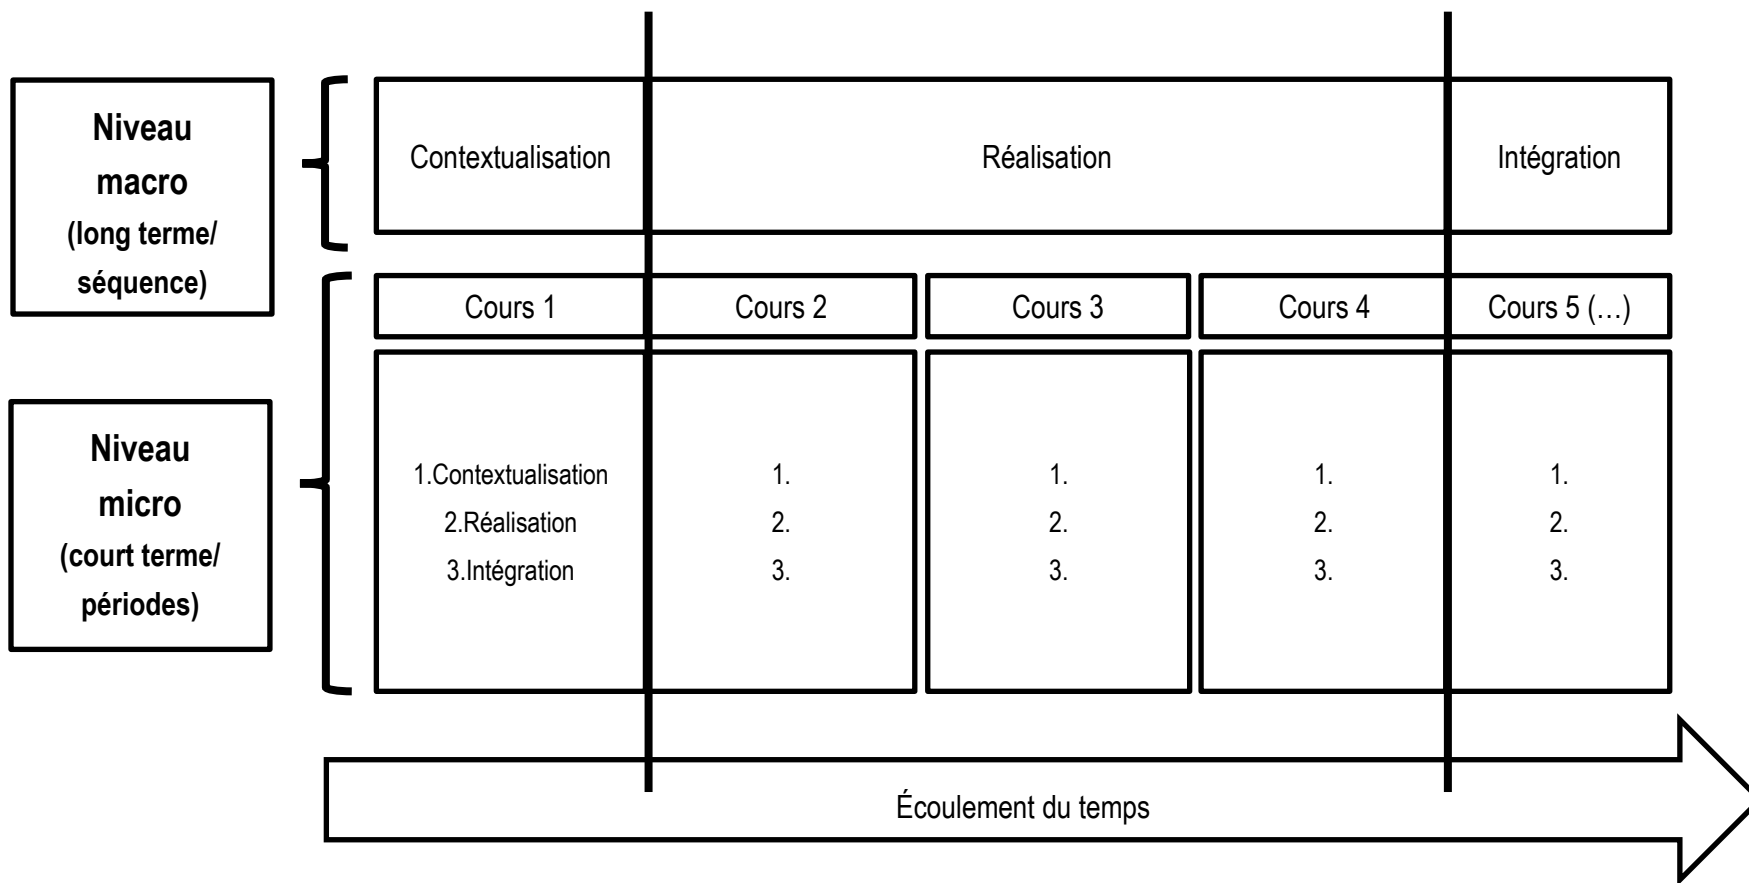 Niveau
macro
(long terme/
séquence)
Contextualisation
Réalisation
Intégration
Cours 1
Cours 2
Cours 3
Cours 4
Cours 5 (…)
Niveau
micro
(court terme/
périodes)
1.Contextualisation
2.Réalisation
3.Intégration
1.
2.
3.
1.
2.
3.
1.
2.
3.
1.
2.
3.
Écoulement du temps